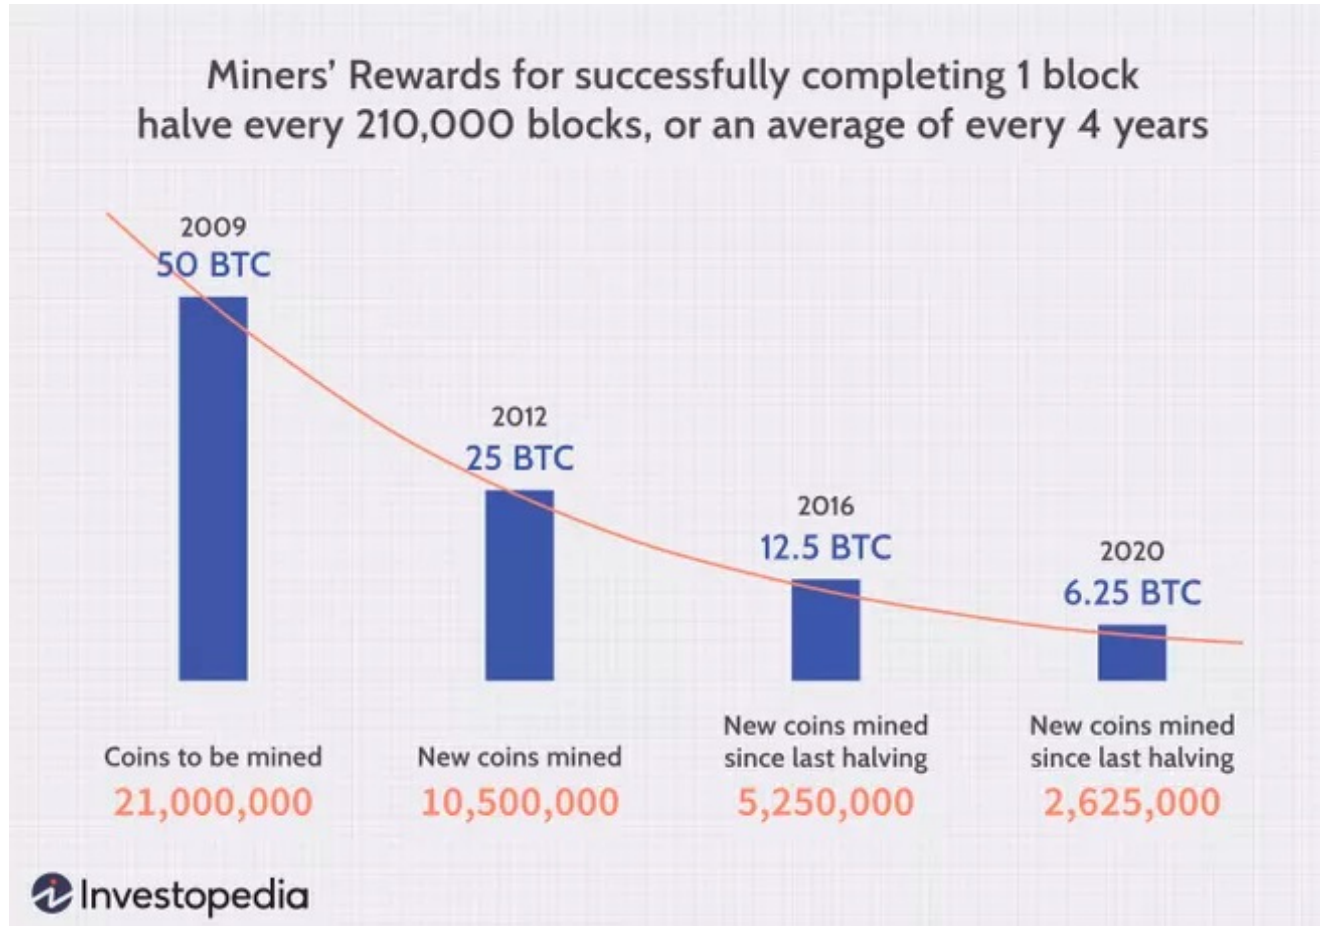 Miners’ Rewards for successfully completing 1 block
halve every 210,000 blocks, or an average of every 4 years
2009
50 BTC
2012
25 BTC
2016
12.5 BTC
2020
6.25 BTC
Coins to be mined
21,000,000
New coins mined
10,500,000
New coins mined
since last halving
5,250,000
New coins mined
since last halving
2,625,000
Investopedia